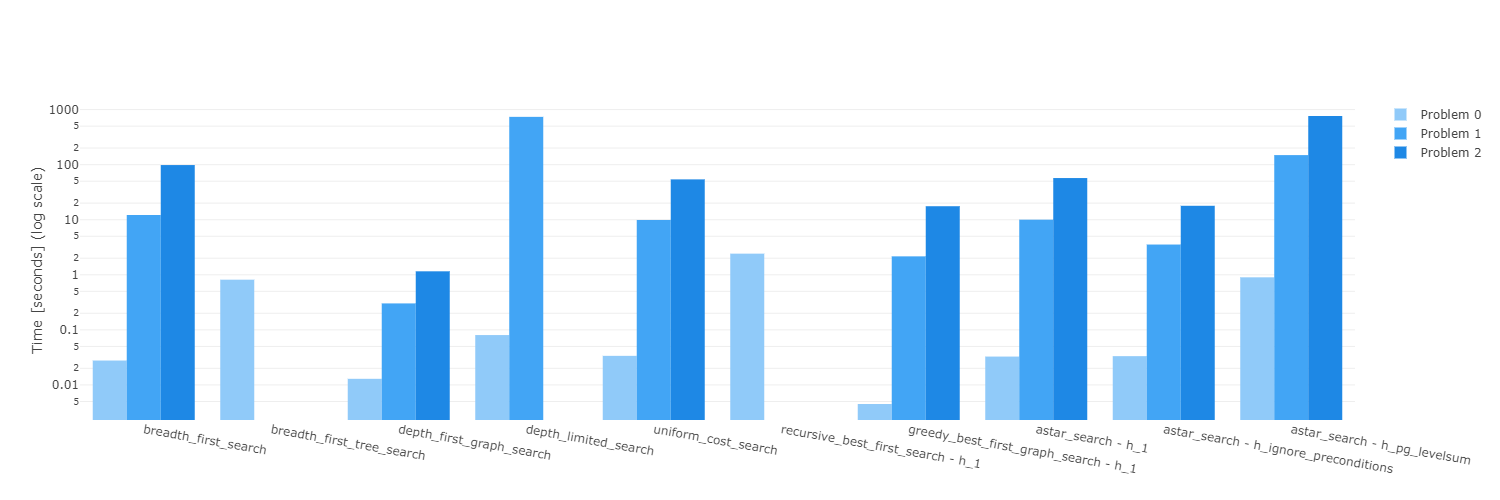 Time [seconds] (log scale)
1000
5
2
100
5
2
10
5
2
1
5
2
0.1
5
2
0.01
5
breadth_first_search
breadth_first_tree_search
depth_first_graph_search
depth_limited_search
uniform_cost_search
recursive_best_first_search - h_1
greedy_best_first_graph_search - h_1
astar_search - h_1
astar_search - h_ignore_preconditions
astar_search - h_pg_levelsum
Problem 0
Problem 1
Problem 2